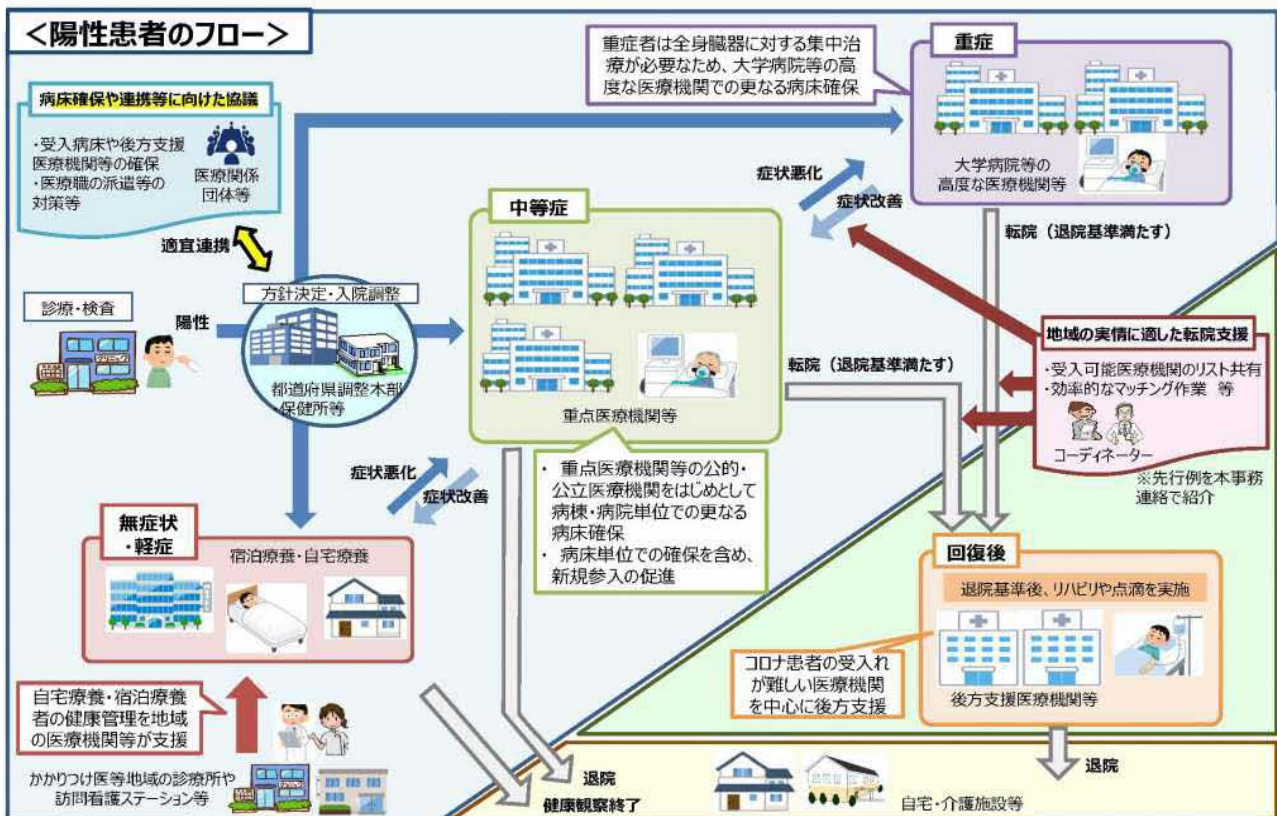 ＜陽性患者のフロー＞
病床確保や連携等に向けた協議
・受入病床や後方支援
医療機関等の確保
・医療職の派遣等の
対策等
医療関係
団体等
適宜連携
診療・検査
陽性
方針決定・入院調整
都道府県調整本部
・保健所等
重症者は全身臓器に対する集中治
療が必要なため、大学病院等の高
度な医療機関での更なる病床確保
重症
大学病院等の
高度な医療機関等
症状悪化
症状改善
中等症
重点医療機関等
・ 重点医療機関等の公的・
公立医療機関をはじめとして
病棟・病院単位での更なる
病床確保
・ 病床単位での確保を含め、
新規参入の促進
転院（退院基準満たす）
転院（退院基準満たす）
地域の実情に適した転院支援
・受入可能医療機関のリスト共有
・効率的なマッチング作業 等
コーディネーター
※先行例を本事務
連絡で紹介
症状悪化
症状改善
無症状
・軽症
宿泊療養・自宅療養
自宅療養・宿泊療養
者の健康管理を地域
の医療機関等が支援
かかりつけ医等地域の診療所や
訪問看護ステーション等
回復後
退院基準後、リハビリや点滴を実施
後方支援医療機関等
コロナ患者の受入れ
が難しい医療機関
を中心に後方支援
退院
健康観察終了
退院
自宅・介護施設等